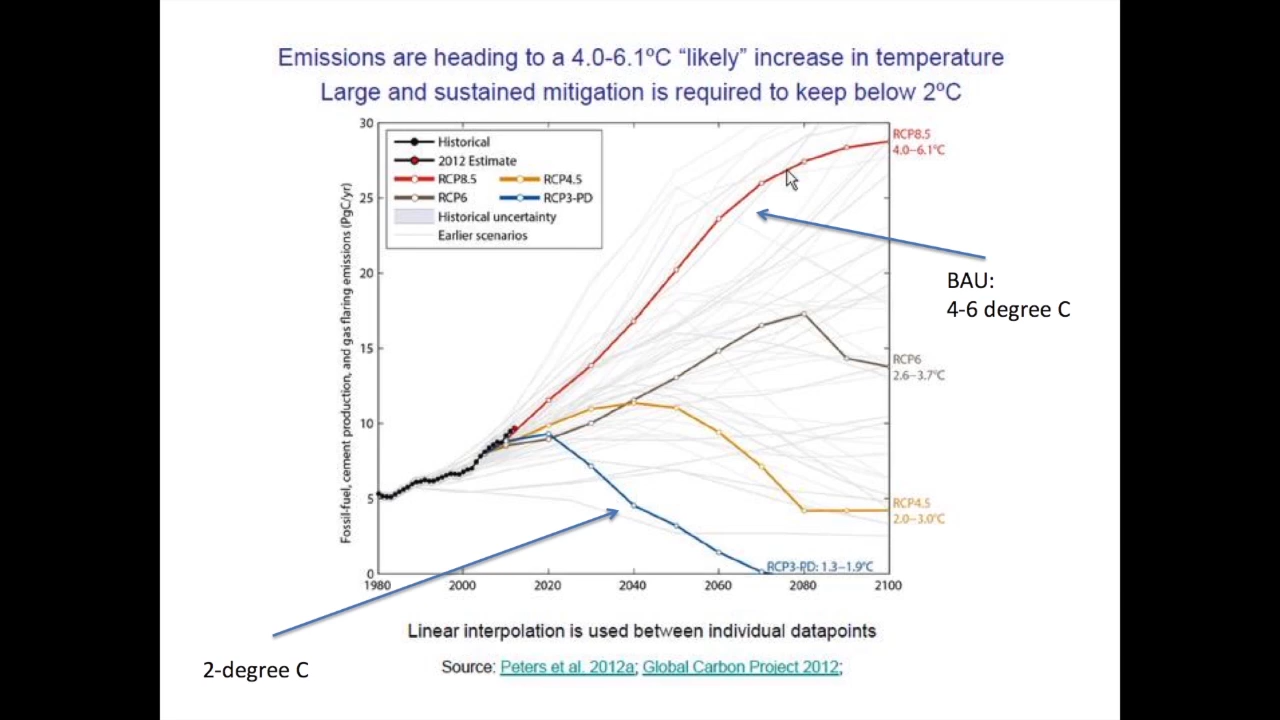 Emissions are heading to a 4.0-6.1ºC “likely” increase in temperature
Large and sustained mitigation is required to keep below 2ºC
30
25
20
15
10
5
0
Fossil-fuel, cement production, and gas flaring emissions (PgC/yr)
Historical
2012 Estimate
RCP8.5 RCP4.5
RCP6 RCP3-PD
Historical uncertainty
Earlier scenarios
RCP8.5
4.0–6.1°C
BAU:
4-6 degree C
RCP6
2.6–3.7°C
RCP4.5
2.0–3.0°C
RCP3-PD: 1.3–1.9°C
1980 2000 2020 2040 2060 2080 2100
Linear interpolation is used between individual datapoints
2-degree C
Source: Peters et al. 2012a; Global Carbon Project 2012;